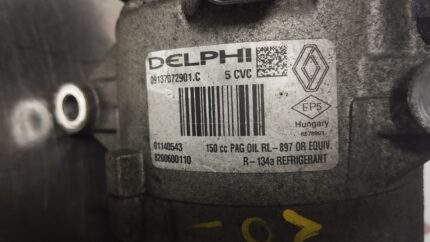 DELPHI
09137072901.C 5 CVC
EP5
Hungary
01140543 150 cc PAG OIL RL-897 OR EQUIV.
8200600110 R-134a REFRIGERANT